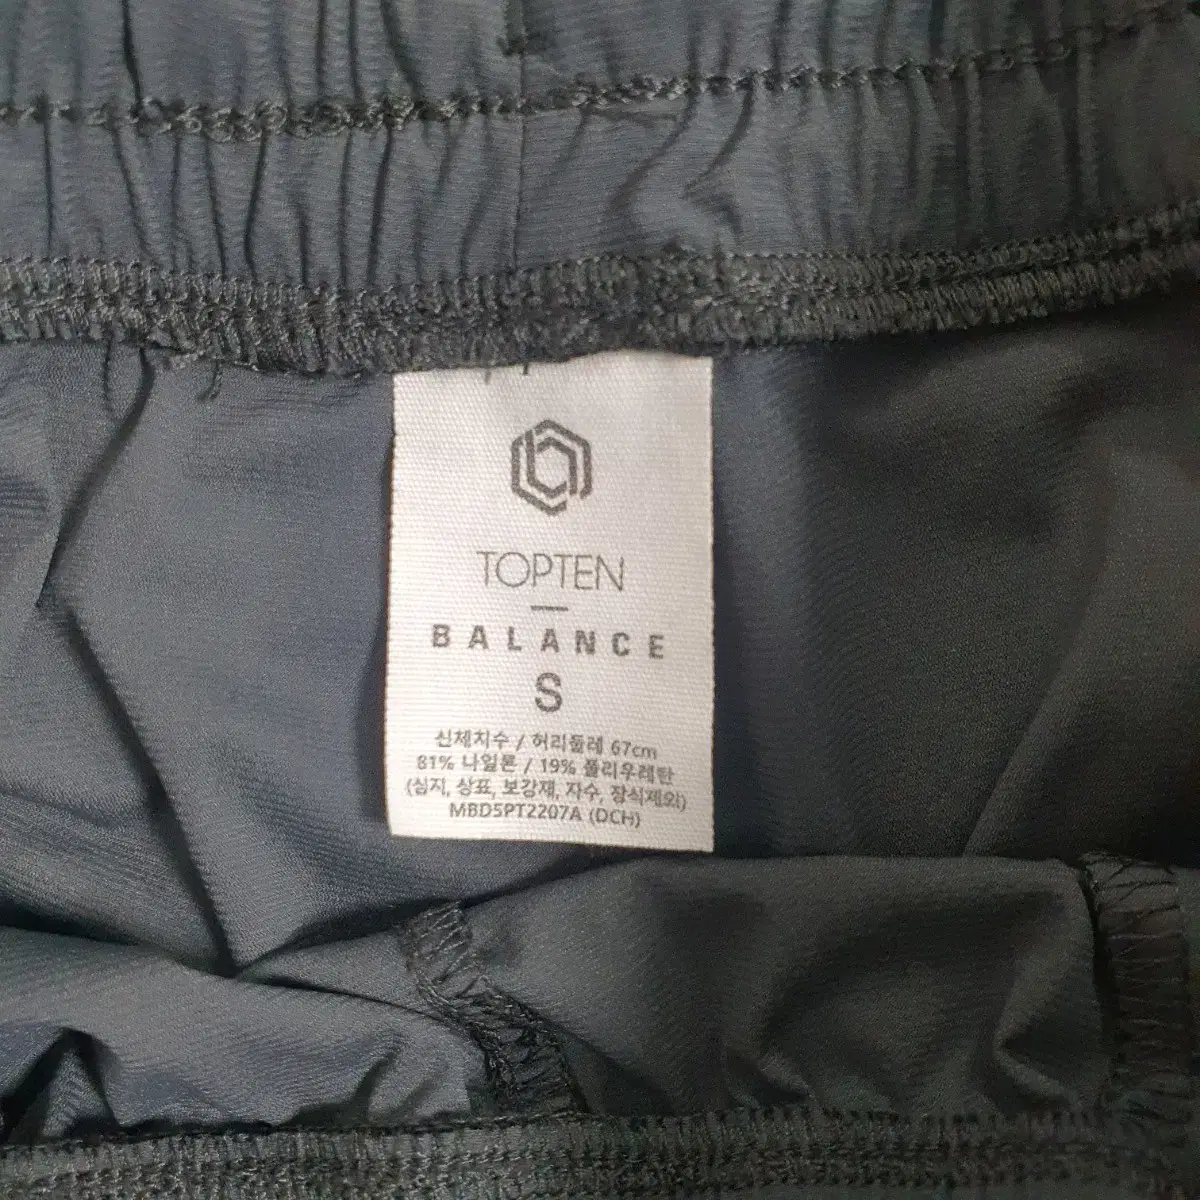 TOPTEN
BALANCE
S
신체치수 / 허리둘레 67cm
81% 나일론 / 19% 폴리우레탄
(심지, 상표, 보강재, 자수, 장식제외)
MBD5PT2207A (DCH)